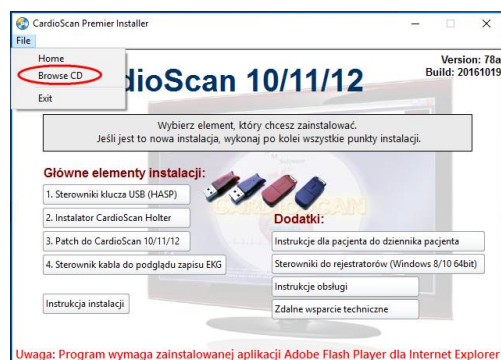 CardioScan Premier Installer
File
Home
Browse CD
Exit
dioScan 10/11/12
Version: 78a
Build: 20161019
Wybierz element, który chcesz zainstalować.
Jeśli jest to nowa instalacja, wykonaj po kolei wszystkie punkty instalacji.
Główne elementy instalacji:
1. Sterowniki klucza USB (HASP)
2. Instalator CardioScan Holter
3. Patch do CardioScan 10/11/12
4. Sterownik kabla do podglądu zapisu EKG
Instrukcja instalacji
Dodatki:
Instrukcje dla pacjenta do dziennika pacjenta
Sterowniki do rejestratorów (Windows 8/10 64bit)
Instrukcje obsługi
Zdalne wsparcie techniczne
Uwaga: Program wymaga zainstalowanej aplikacji Adobe Flash Player dla Internet Explorer